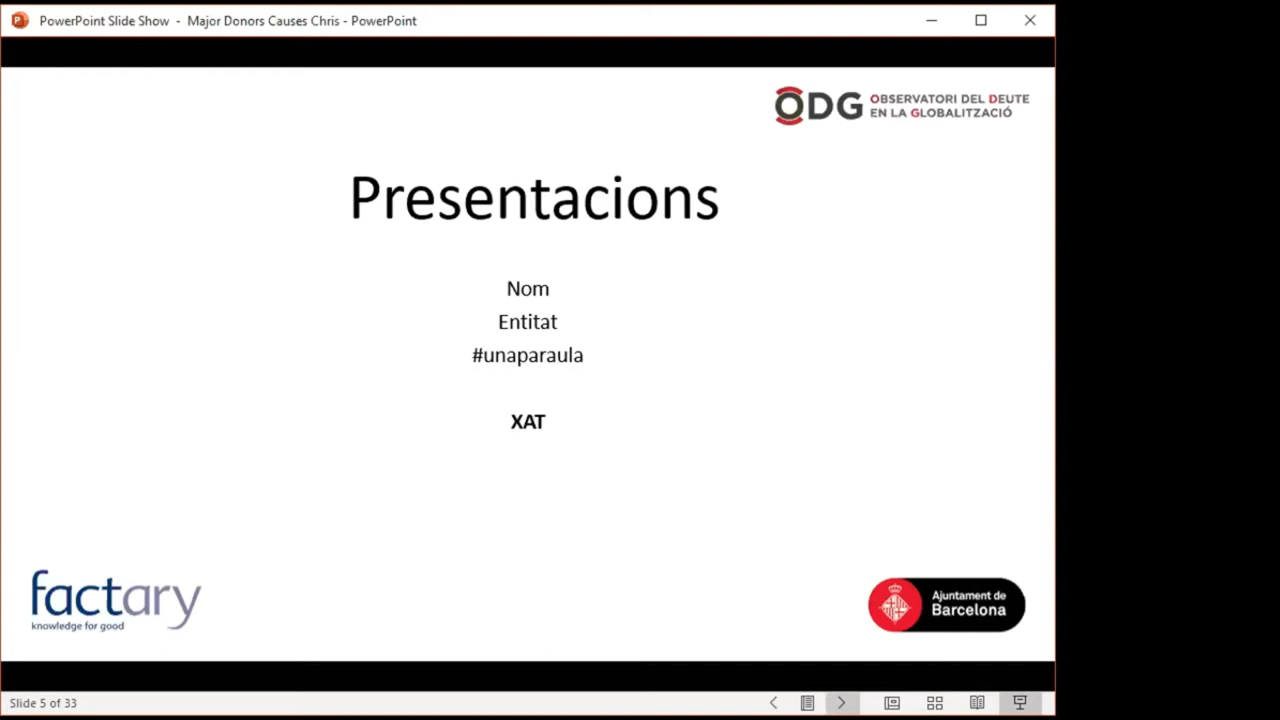 PowerPoint Slide Show - Major Donors Causes Chris - PowerPoint
ODG OBSERVATORI DEL DEUTE
EN LA GLOBALITZACIÓ
Presentacions
Nom
Entitat
#unaparaula
XAT
factary
knowledge for good
Ajuntament de
Barcelona
Slide 5 of 33